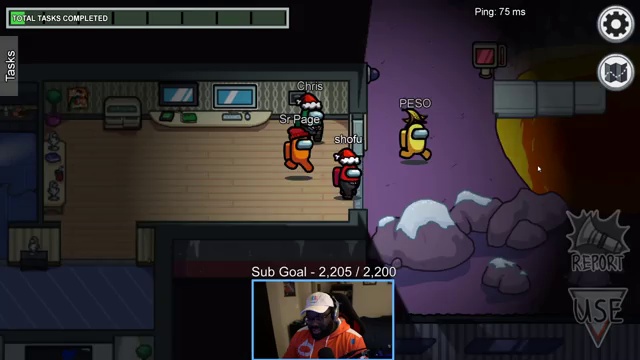 TOTAL TASKS COMPLETED
Ping: 75 ms
Tasks
Chris
PESO
Sr Page
shofu
REPORT
Sub Goal - 2,205 / 2,200
USE